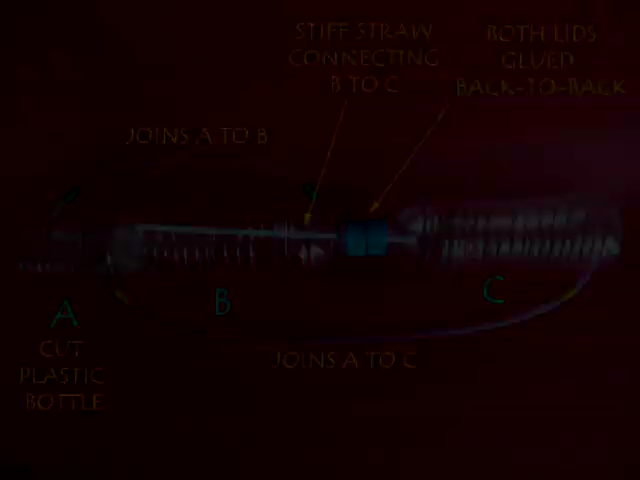 STIFF STRAW
CONNECTING
B TO C
BOTH LIDS
GLUED
BACK-TO-BACK
JOINS A TO B
A
B
C
CUT
PLASTIC
BOTTLE
JOINS A TO C